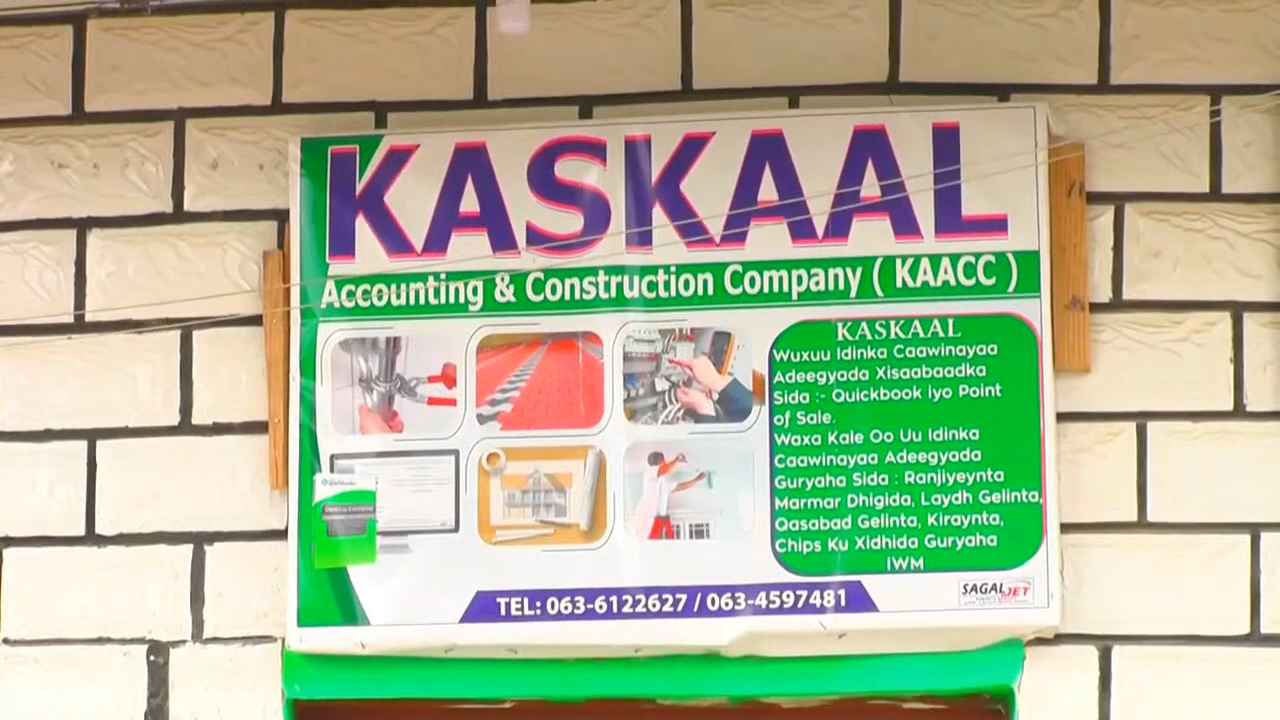 KASKAAL
Accounting & Construction Company ( KAACC )
KASKAAL
Wuxuu Idinka Caawinayaa
Adeegyada Xisaabaadka
Sida :- Quickbook iyo Point
of Sale.
Waxa Kale Oo Uu Idinka
Caawinayaa Adeegyada
Guryaha Sida : Ranjiyeynta
Marmar Dhigida, Laydh Gelinta,
Qasabad Gelinta, Kiraynta,
Chips Ku Xidhida Guryaha
IWM
TEL: 063-6122627 / 063-4597481
SAGALJET